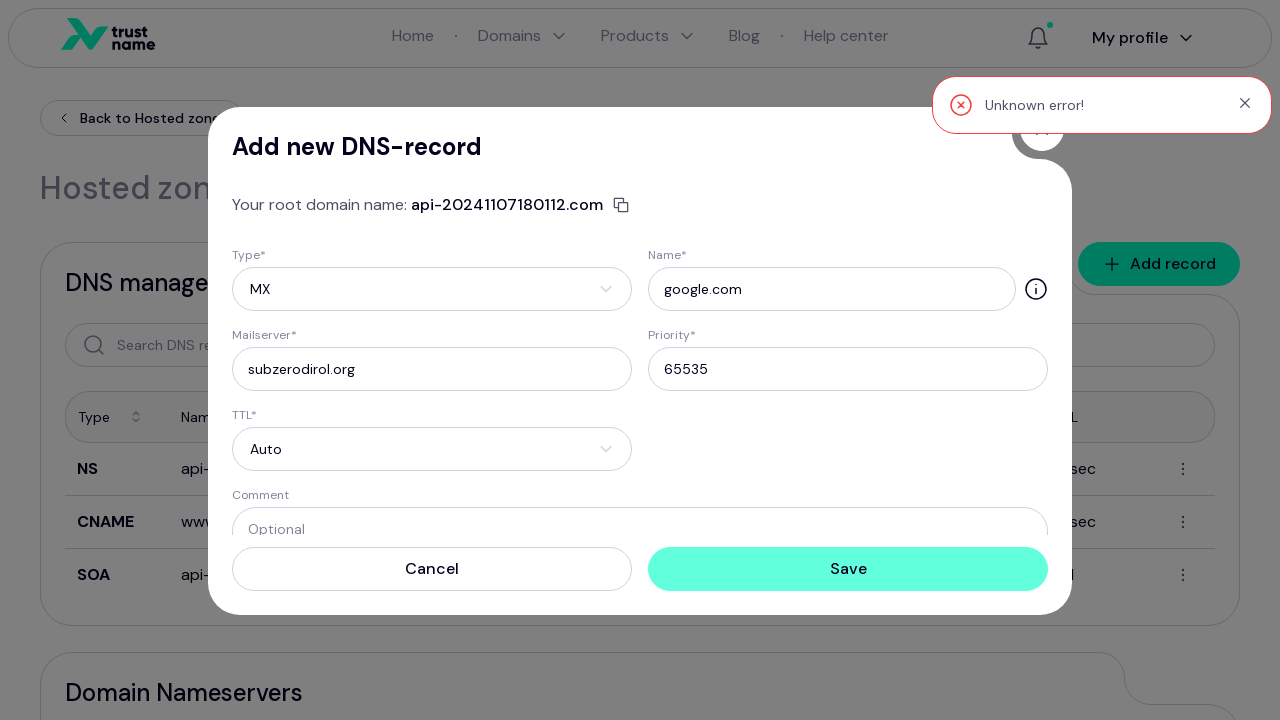 trust
name
Home · Domains Products Blog · Help center
My profile
Unknown error!
Back to Hosted zones
Hosted zon
Add new DNS-record
Your root domain name: api-20241107180112.com
DNS manage
Add record
Type*
Name*
MX
google.com
Mailserver*
Priority*
subzerodirol.org
65535
Search DNS re
TTL*
Auto
Type
Nam
L
NS
api-
sec
Comment
Optional
CNAME
www
sec
Cancel
Save
SOA
api-
Domain Nameservers